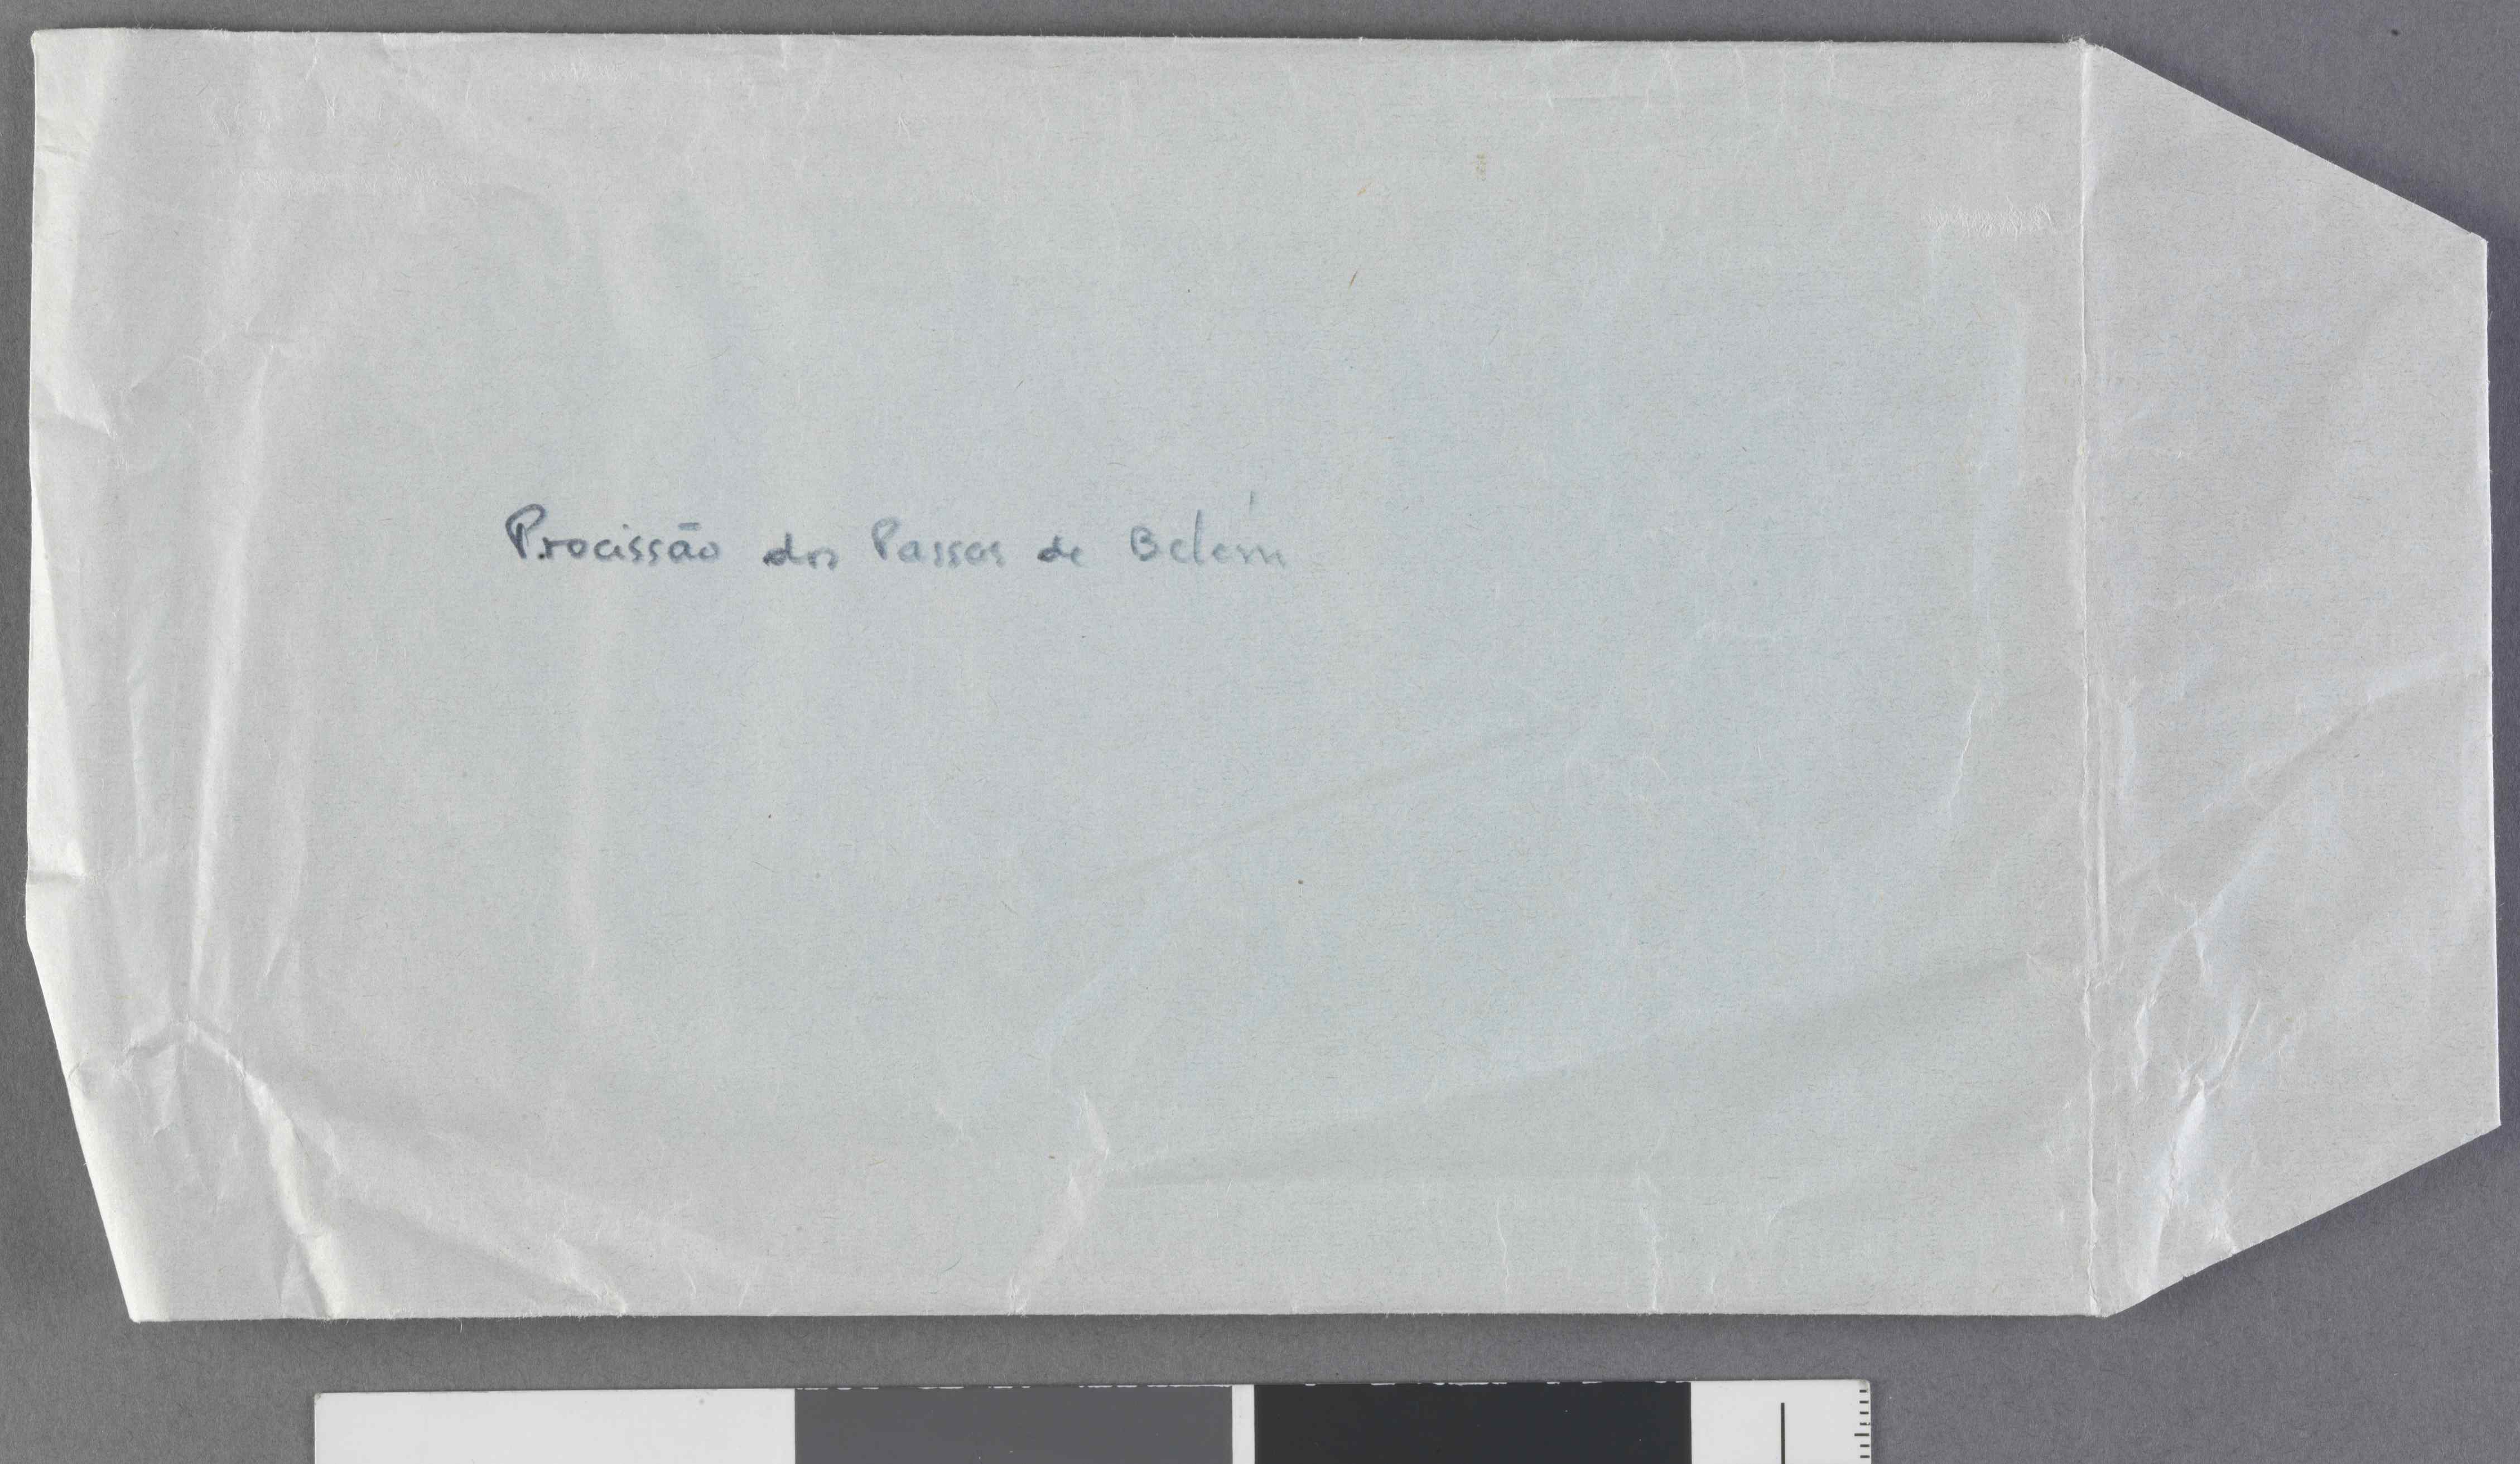 Procissão dos Passos de Belém